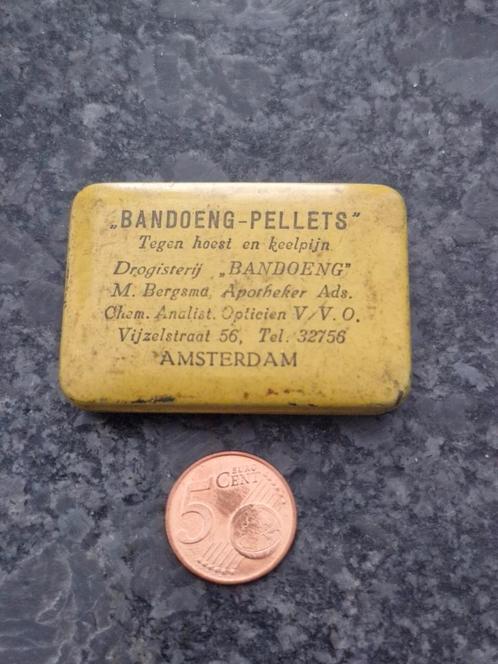 „BANDOENG-PELLETS"
Tegen hoest en keelpijn
Drogisterij „BANDOENG"
M. Bergsma, Apotheker Ads.
Chem. Analist. Opticien V/V.O.
Vijzelstraat 56, Tel. 32756
AMSTERDAM
5 EURO
CENT